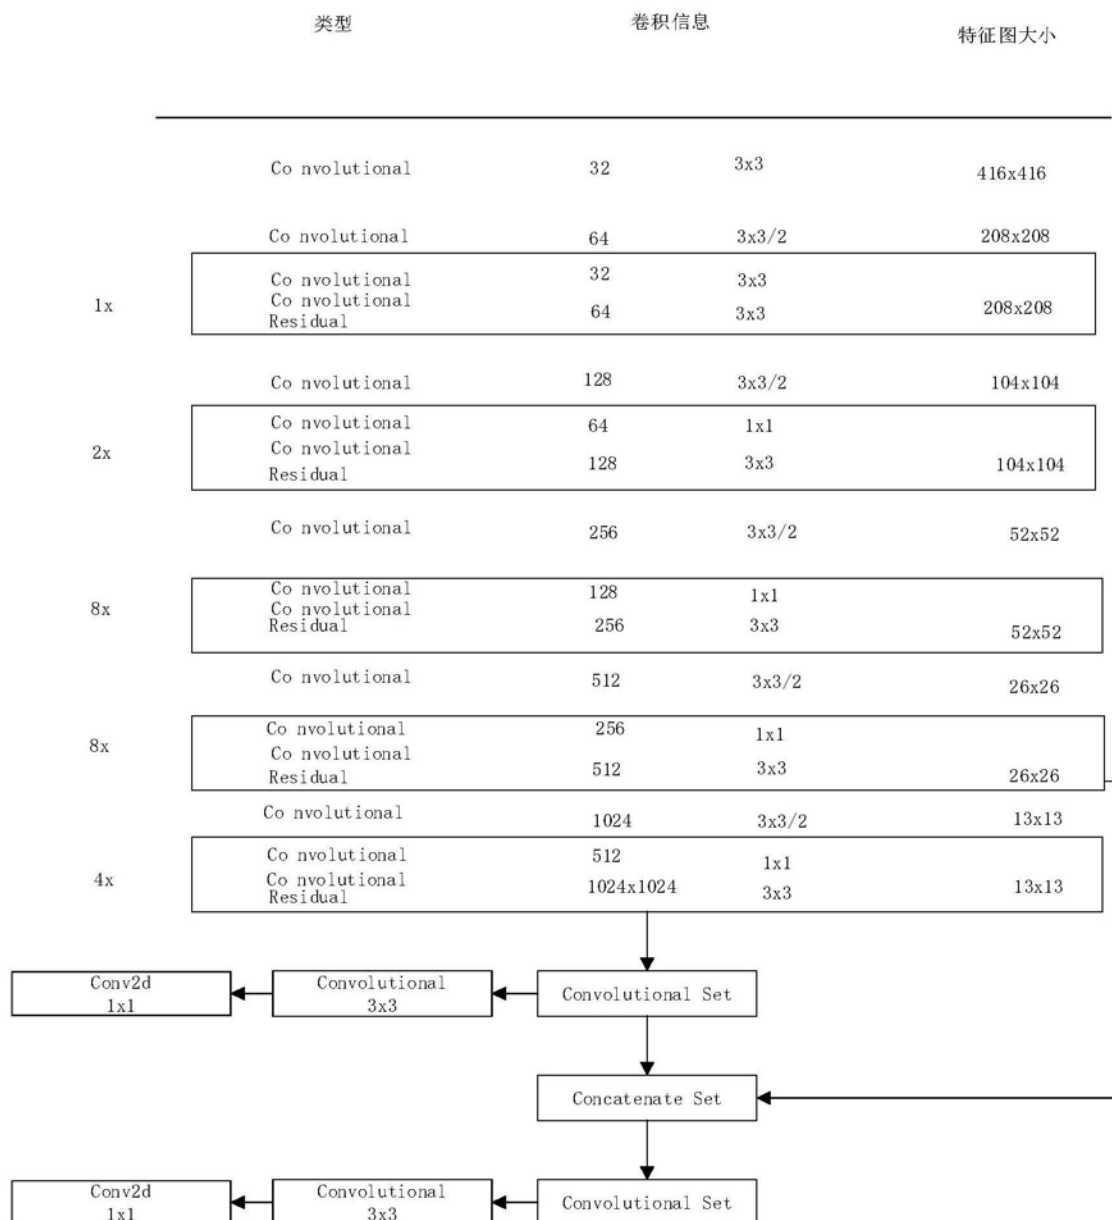 类型 卷积信息 特征图大小
Co nvolutional 32 3x3 416x416
Co nvolutional 64 3x3/2 208x208
1x
Co nvolutional 32 3x3
Co nvolutional 64 3x3 208x208
Residual
Co nvolutional 128 3x3/2 104x104
2x
Co nvolutional 64 1x1
Co nvolutional 128 3x3 104x104
Residual
Co nvolutional 256 3x3/2 52x52
8x
Co nvolutional 128 1x1
Co nvolutional
Residual 256 3x3 52x52
Co nvolutional 512 3x3/2 26x26
8x
Co nvolutional 256 1x1
Co nvolutional
Residual 512 3x3 26x26
Co nvolutional 1024 3x3/2 13x13
4x
Co nvolutional 512 1x1
Co nvolutional 1024x1024 3x3 13x13
Residual
Conv2d
1x1
Convolutional
3x3
Convolutional Set
Concatenate Set
Conv2d
1x1
Convolutional
3x3
Convolutional Set